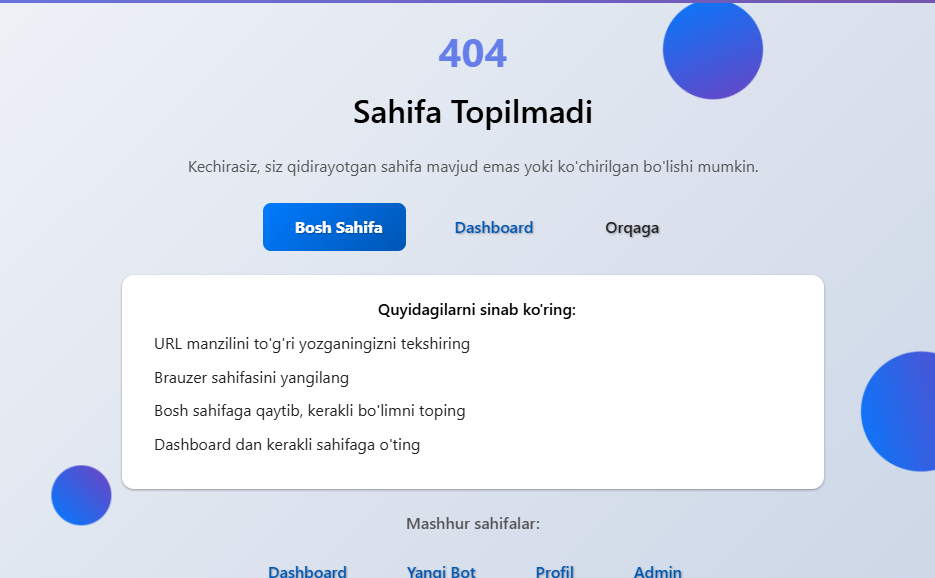 404
Sahifa Topilmadi
Kechirasiz, siz qidirayotgan sahifa mavjud emas yoki ko'chirilgan bo'lishi mumkin.
Bosh Sahifa Dashboard Orqaga
Quyidagilarni sinab ko'ring:
URL manzilini to'g'ri yozganingizni tekshiring
Brauzer sahifasini yangilang
Bosh sahifaga qaytib, kerakli bo'limni toping
Dashboard dan kerakli sahifaga o'ting
Mashhur sahifalar:
Dashboard Yangi Bot Profil Admin